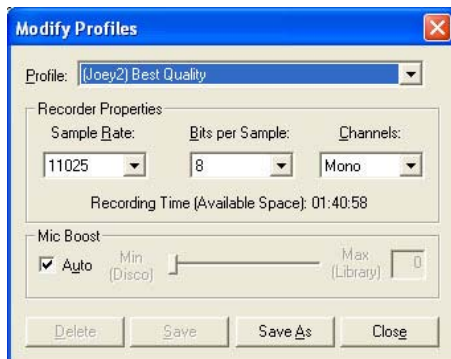 Modify Profiles
Profile: (Joey2) Best Quality
Recorder Properties
Sample Rate: Bits per Sample: Channels:
11025 8 Mono
Recording Time (Available Space): 01:40:58
Mic Boost
Auto Min (Disco) Max (Library) 0
Delete Save Save As Close